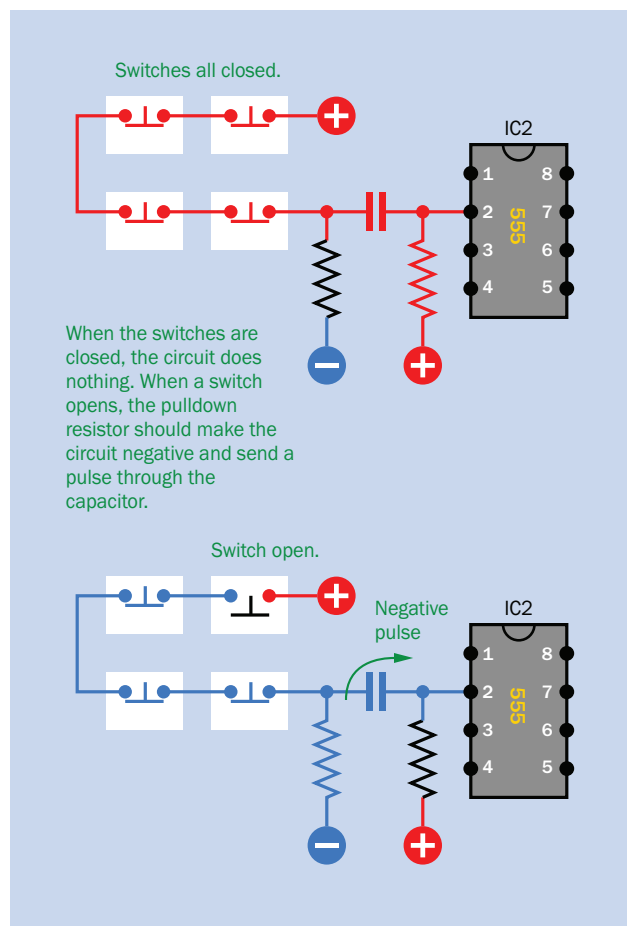 Switches all closed.
+
IC2
1 8
2 7
3 6
4 5
555
− +
When the switches are
closed, the circuit does
nothing. When a switch
opens, the pulldown
resistor should make the
circuit negative and send a
pulse through the
capacitor.
Switch open.
+
Negative
pulse
IC2
1 8
2 7
3 6
4 5
555
− +